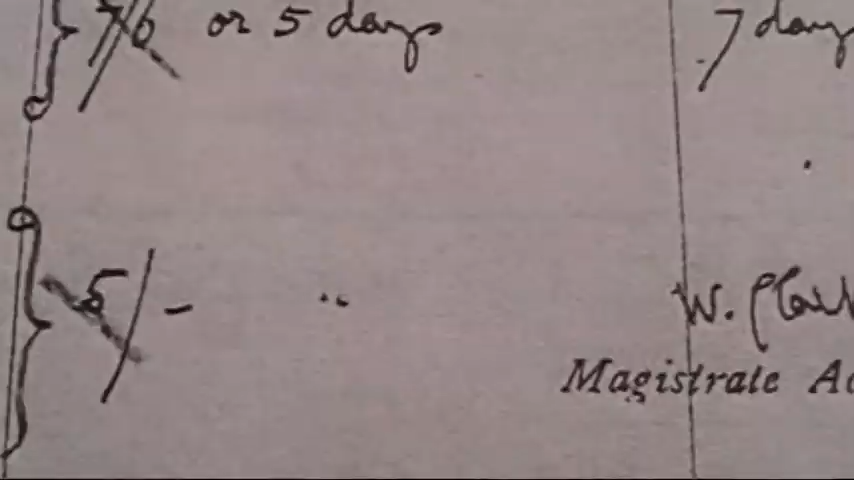 7/6 or 5 days
7 days
5/- "
W. 
Magistrate